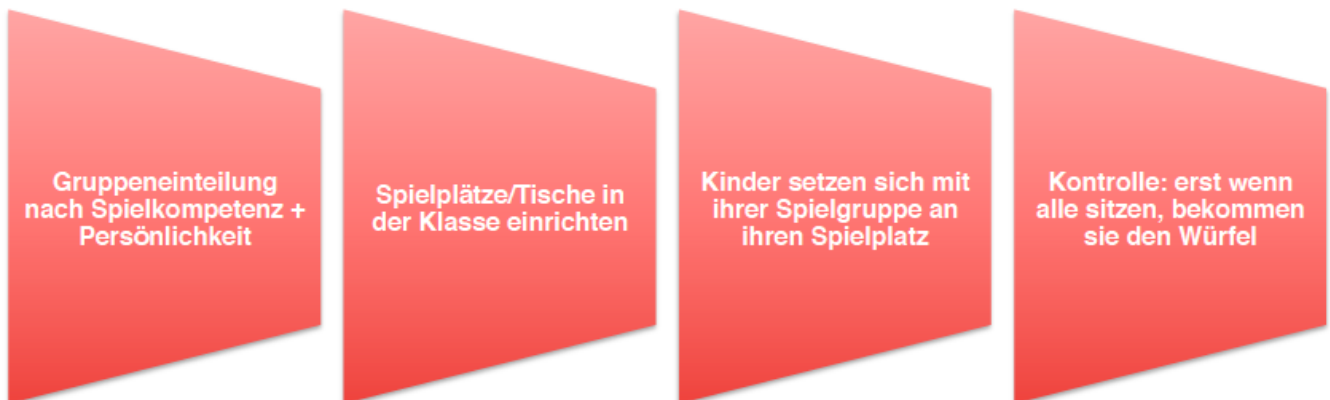 Gruppeneinteilung
nach Spielkompetenz +
Persönlichkeit
Spielplätze/Tische in
der Klasse einrichten
Kinder setzen sich mit
ihrer Spielgruppe an
ihren Spielplatz
Kontrolle: erst wenn
alle sitzen, bekommen
sie den Würfel